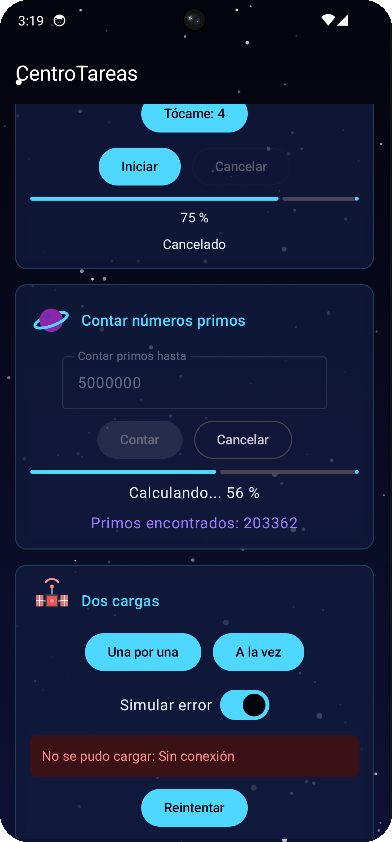 3:19
CentroTareas
Tócame: 4
Iniciar
Cancelar
75 %
Cancelado
Contar números primos
Contar primos hasta
5000000
Contar
Cancelar
Calculando... 56 %
Primos encontrados: 203362
Dos cargas
Una por una
A la vez
Simular error
No se pudo cargar: Sin conexión
Reintentar